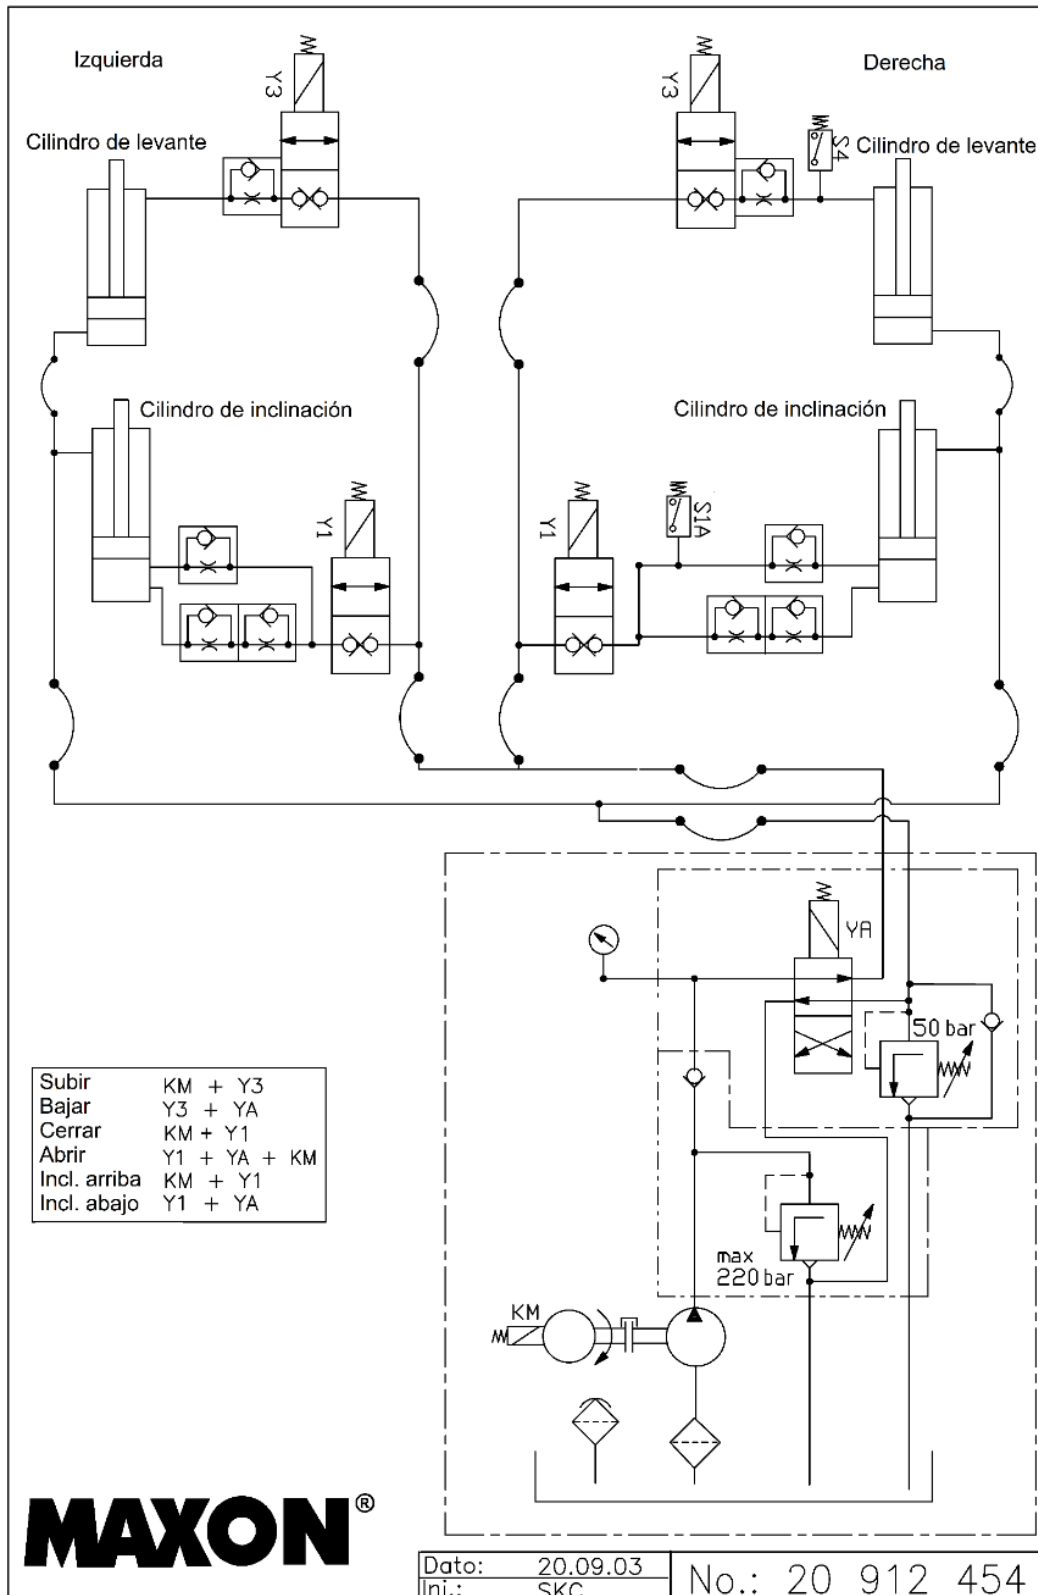 Izquierda
Derecha
Y3
Y3
S4
Cilindro de levante
Cilindro de levante
Cilindro de inclinación
Cilindro de inclinación
Y1
Y1
S1A
YA
50 bar
Subir KM + Y3
Bajar Y3 + YA
Cerrar KM + Y1
Abrir Y1 + YA + KM
Incl. arriba KM + Y1
Incl. abajo Y1 + YA
max
220 bar
KM
MAXON®
Dato: 20.09.03
Inj.: SKC
No.: 20 912 454